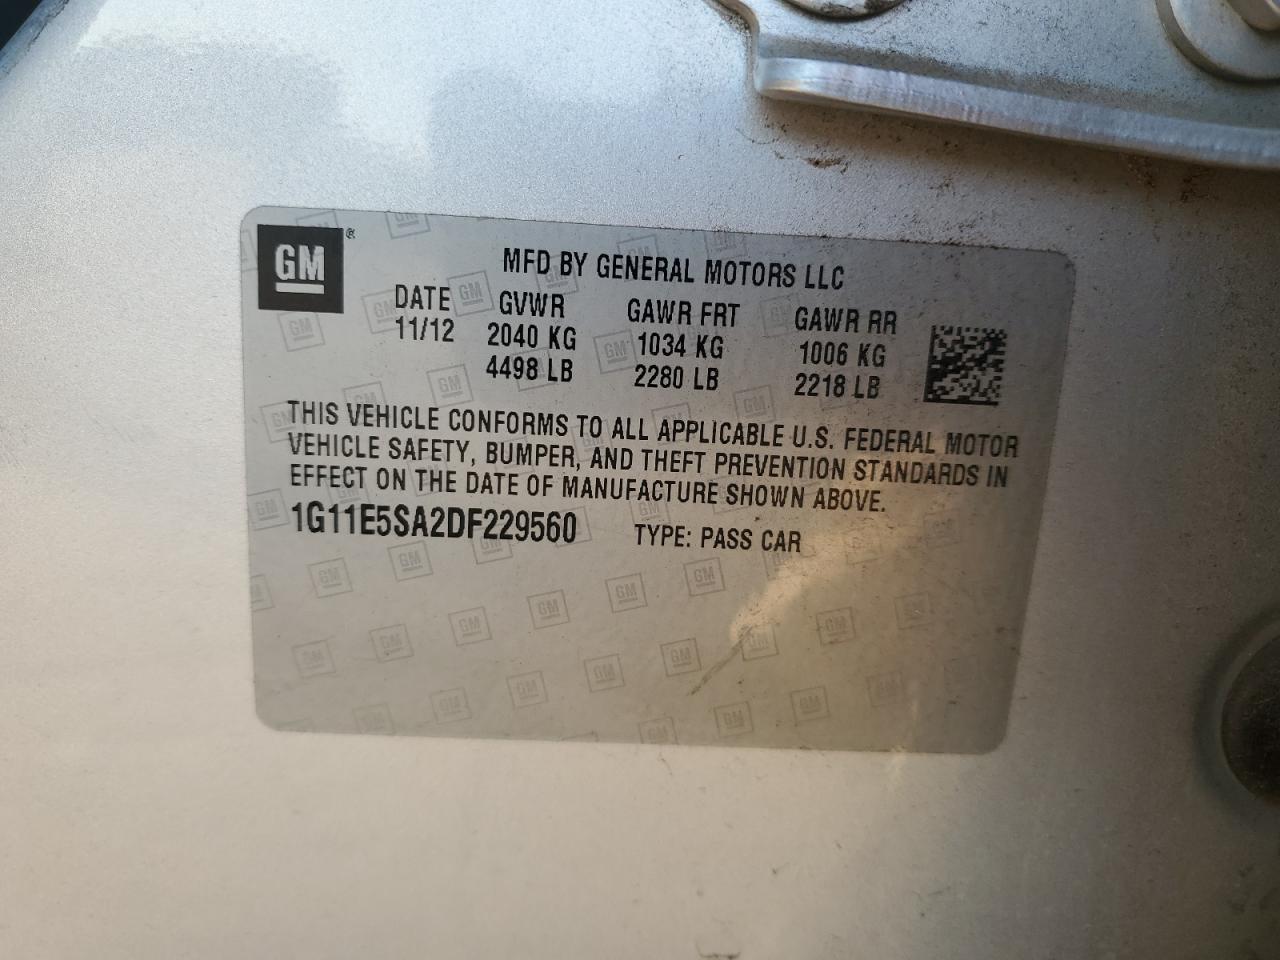 GM ®
MFD BY GENERAL MOTORS LLC
DATE GVWR GAWR FRT GAWR RR
11/12 2040 KG 1034 KG 1006 KG
4498 LB 2280 LB 2218 LB
THIS VEHICLE CONFORMS TO ALL APPLICABLE U.S. FEDERAL MOTOR
VEHICLE SAFETY, BUMPER, AND THEFT PREVENTION STANDARDS IN
EFFECT ON THE DATE OF MANUFACTURE SHOWN ABOVE.
1G11E5SA2DF229560 TYPE: PASS CAR